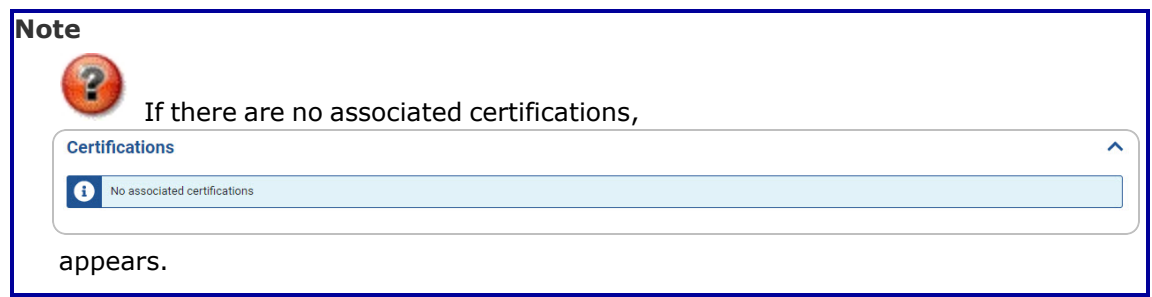 Note
If there are no associated certifications,
Certifications
No associated certifications
appears.